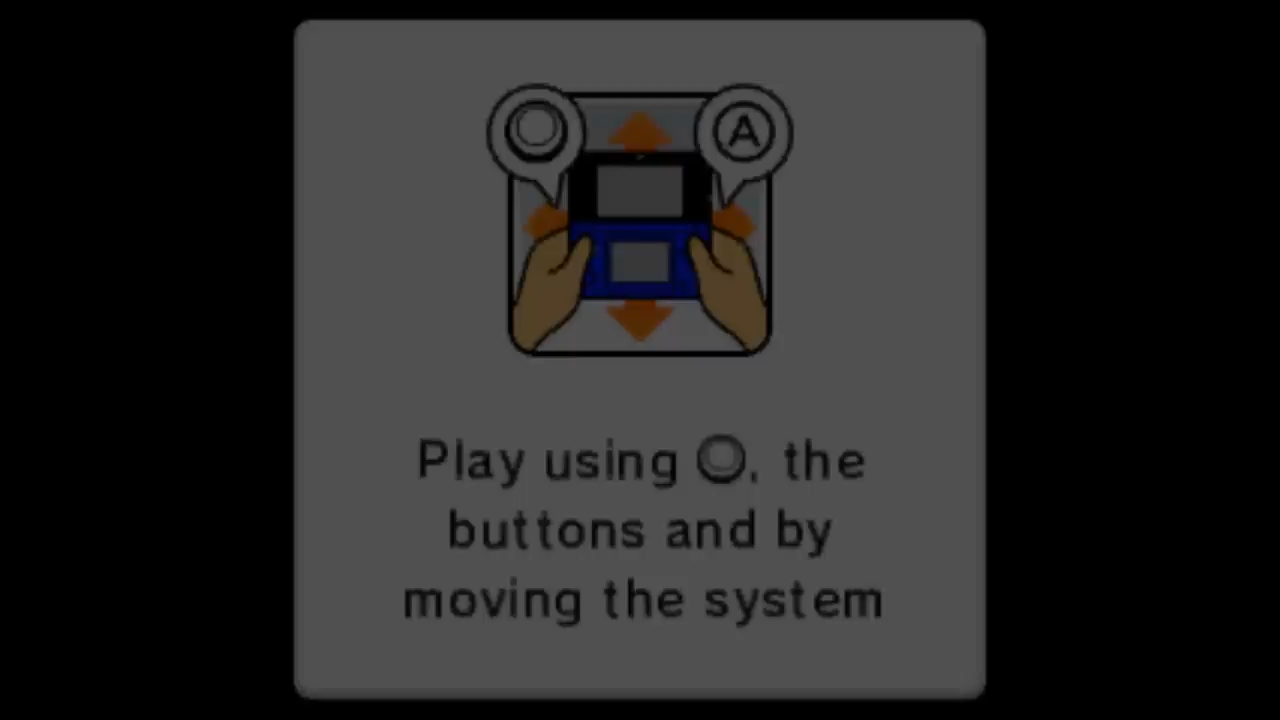 A
Play using , the
buttons and by
moving the system